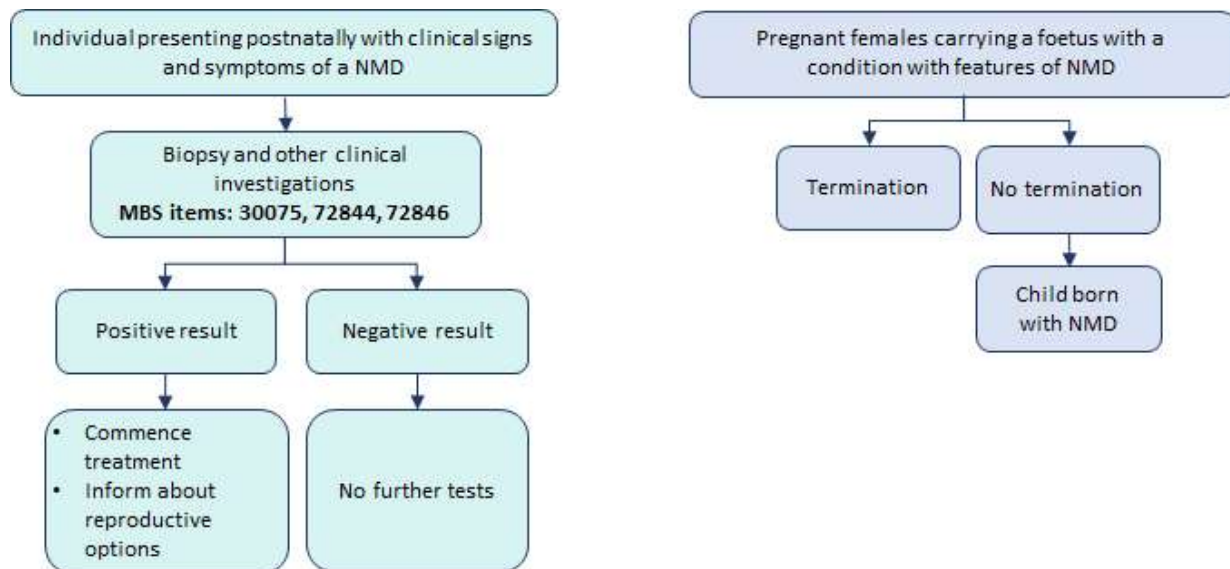 Individual presenting postnatally with clinical signs
and symptoms of a NMD
Biopsy and other clinical
investigations
MBS items: 30075, 72844, 72846
Positive result
Negative result
• Commence
treatment
• Inform about
reproductive
options
No further tests
Pregnant females carrying a foetus with a
condition with features of NMD
Termination
No termination
Child born
with NMD